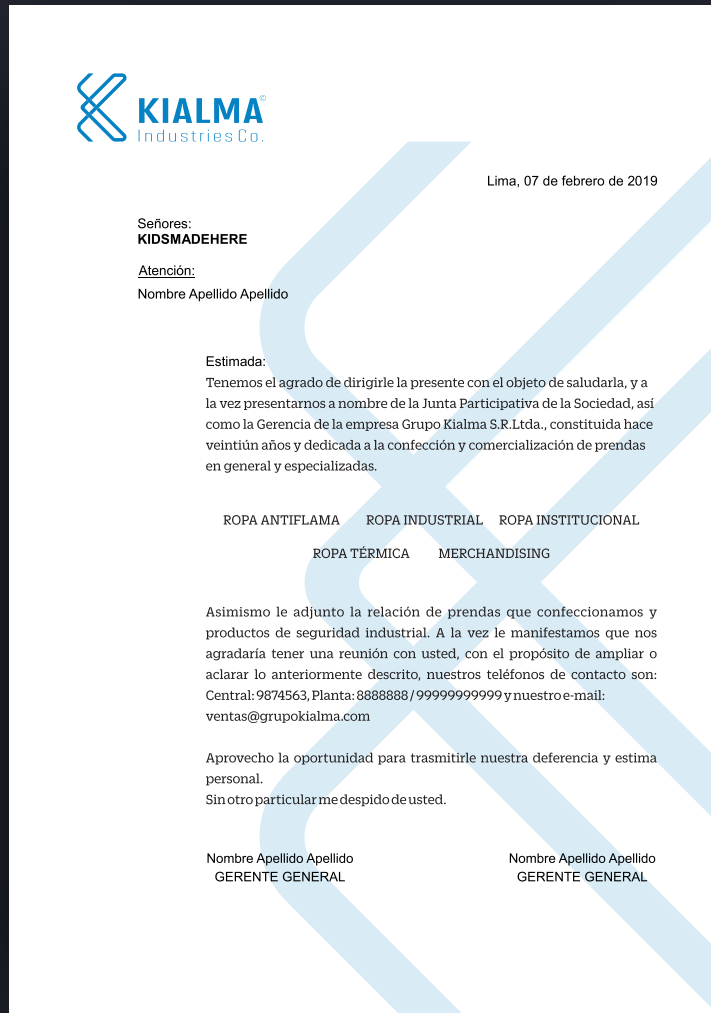 KIALMA©
Industries Co.
Lima, 07 de febrero de 2019
Señores:
KIDSMADEHERE
Atención:
Nombre Apellido Apellido
Estimada:
Tenemos el agrado de dirigirle la presente con el objeto de saludarla, y a
la vez presentarnos a nombre de la Junta Participativa de la Sociedad, así
como la Gerencia de la empresa Grupo Kialma S.R.Ltda., constituida hace
veintiún años y dedicada a la confección y comercialización de prendas
en general y especializadas.
ROPA ANTIFLAMA ROPA INDUSTRIAL ROPA INSTITUCIONAL
ROPA TÉRMICA MERCHANDISING
Asimismo le adjunto la relación de prendas que confeccionamos y
productos de seguridad industrial. A la vez le manifestamos que nos
agradaría tener una reunión con usted, con el propósito de ampliar o
aclarar lo anteriormente descrito, nuestros teléfonos de contacto son:
Central: 9874563, Planta: 8888888 / 99999999999 y nuestro e-mail:
ventas@grupokialma.com
Aprovecho la oportunidad para trasmitirle nuestra deferencia y estima
personal.
Sin otro particular me despido de usted.
Nombre Apellido Apellido Nombre Apellido Apellido
GERENTE GENERAL GERENTE GENERAL